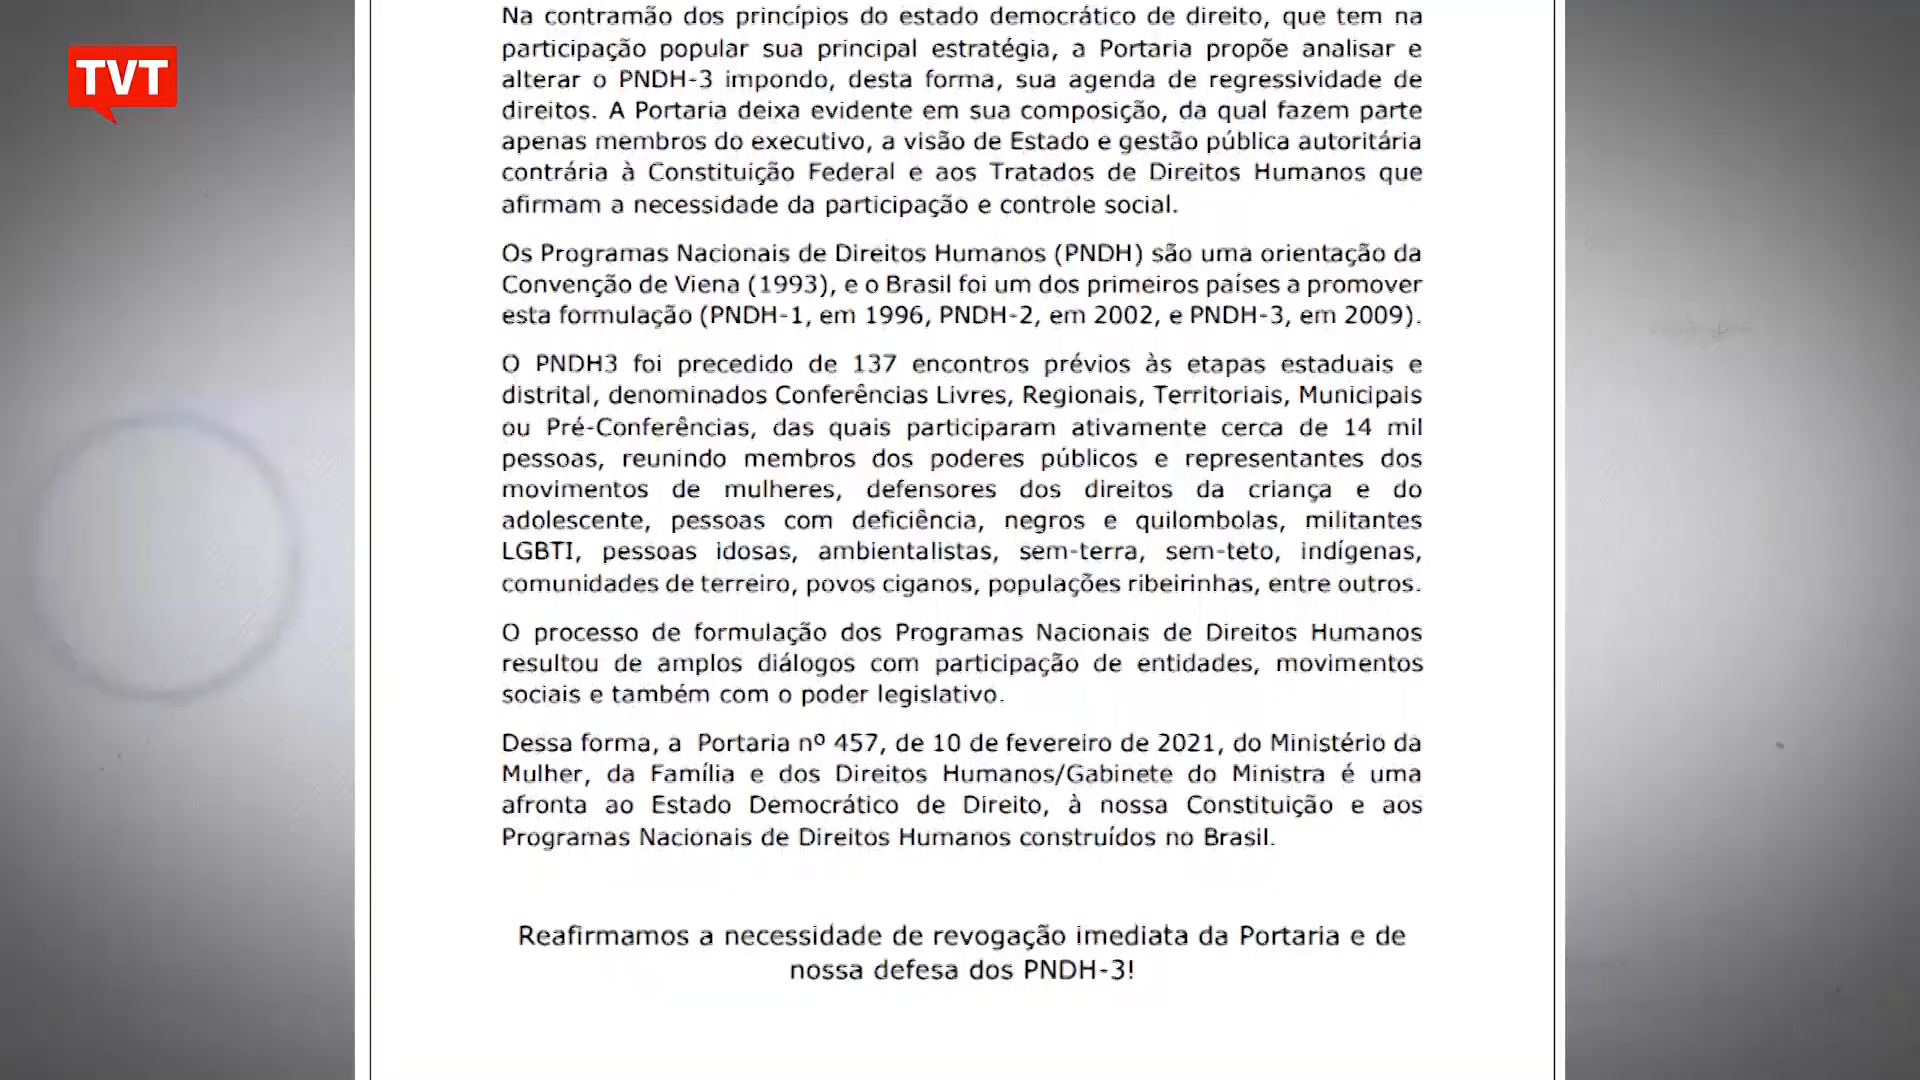 TVT
Na contramão dos princípios do estado democrático de direito, que tem na
participação popular sua principal estratégia, a Portaria propõe analisar e
alterar o PNDH-3 impondo, desta forma, sua agenda de regressividade de
direitos. A Portaria deixa evidente em sua composição, da qual fazem parte
apenas membros do executivo, a visão de Estado e gestão pública autoritária
contrária à Constituição Federal e aos Tratados de Direitos Humanos que
afirmam a necessidade da participação e controle social.
Os Programas Nacionais de Direitos Humanos (PNDH) são uma orientação da
Convenção de Viena (1993), e o Brasil foi um dos primeiros países a promover
esta formulação (PNDH-1, em 1996, PNDH-2, em 2002, e PNDH-3, em 2009).
O PNDH3 foi precedido de 137 encontros prévios às etapas estaduais e
distrital, denominados Conferências Livres, Regionais, Territoriais, Municipais
ou Pré-Conferências, das quais participaram ativamente cerca de 14 mil
pessoas, reunindo membros dos poderes públicos e representantes dos
movimentos de mulheres, defensores dos direitos da criança e do
adolescente, pessoas com deficiência, negros e quilombolas, militantes
LGBTI, pessoas idosas, ambientalistas, sem-terra, sem-teto, indígenas,
comunidades de terreiro, povos ciganos, populações ribeirinhas, entre outros.
O processo de formulação dos Programas Nacionais de Direitos Humanos
resultou de amplos diálogos com participação de entidades, movimentos
sociais e também com o poder legislativo.
Dessa forma, a Portaria nº 457, de 10 de fevereiro de 2021, do Ministério da
Mulher, da Família e dos Direitos Humanos/Gabinete do Ministra é uma
afronta ao Estado Democrático de Direito, à nossa Constituição e aos
Programas Nacionais de Direitos Humanos construídos no Brasil.
Reafirmamos a necessidade de revogação imediata da Portaria e de
nossa defesa dos PNDH-3!